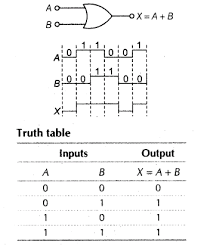 A
B
X = A + B
A 0 1 1 0 0 1
B 0 0 1 1 0 0
X
Truth table
Inputs Output
A B X = A + B
0 0 0
0 1 1
1 0 1
1 1 1